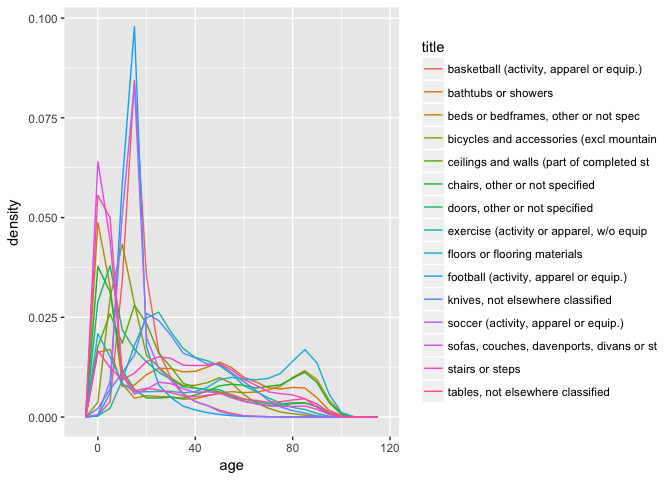 0.100
0.075
0.050
0.025
0.000
density
0
40
80
120
age
title
basketball (activity, apparel or equip.)
bathtubs or showers
beds or bedframes, other or not spec
bicycles and accessories (excl mountain
ceilings and walls (part of completed st
chairs, other or not specified
doors, other or not specified
exercise (activity or apparel, w/o equip
floors or flooring materials
football (activity, apparel or equip.)
knives, not elsewhere classified
soccer (activity, apparel or equip.)
sofas, couches, davenports, divans or st
stairs or steps
tables, not elsewhere classified